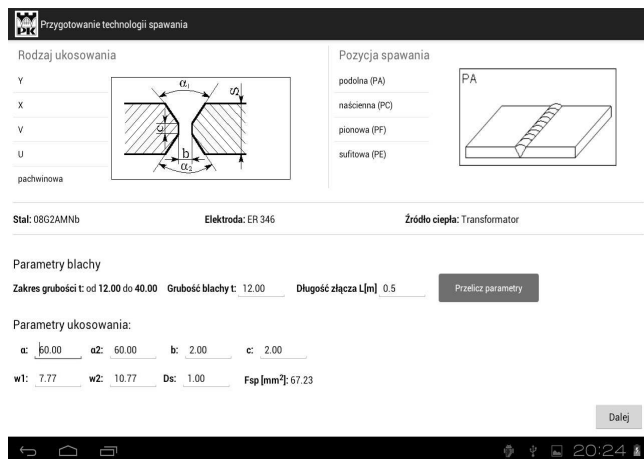 PK Przygotowanie technologii spawania
Rodzaj ukosowania
Y
X
V
U
pachwinowa
α₁
S
c
b
α₂
Pozycja spawania
podolna (PA)
naścienna (PC)
pionowa (PF)
sufitowa (PE)
PA
Stal: 08G2AMNb Elektroda: ER 346 Źródło ciepła: Transformator
Parametry blachy
Zakres grubości t: od 12.00 do 40.00 Grubość blachy t: 12.00 Długość złącza L[m] 0.5 Przelicz parametry
Parametry ukosowania:
α: 60.00 α2: 60.00 b: 2.00 c: 2.00
w1: 7.77 w2: 10.77 Ds: 1.00 Fsp [mm²]: 67.23
Dalej
20:24